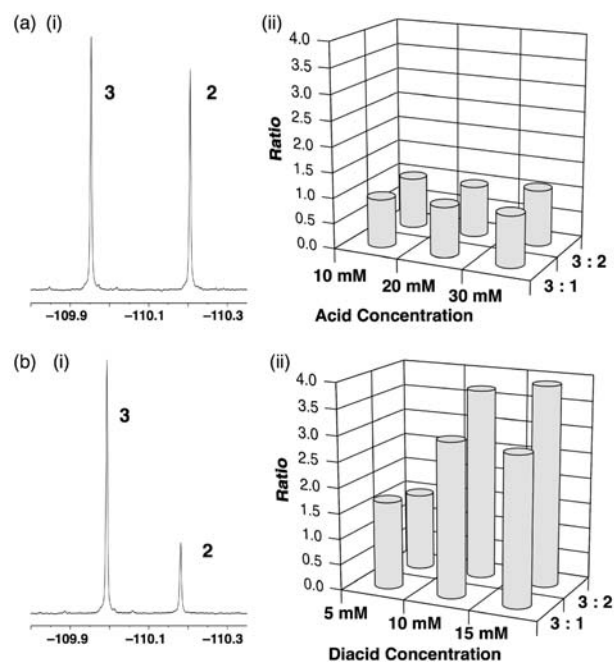 (a) (i)
3
2
−109.9 −110.1 −110.3
(ii)
4.0
3.5
3.0
2.5
2.0
1.5
1.0
0.5
0.0
Ratio
10 mM
20 mM
30 mM
3 : 1
3 : 2
Acid Concentration
(b) (i)
3
2
−109.9 −110.1 −110.3
(ii)
4.0
3.5
3.0
2.5
2.0
1.5
1.0
0.5
0.0
Ratio
5 mM
10 mM
15 mM
3 : 1
3 : 2
Diacid Concentration